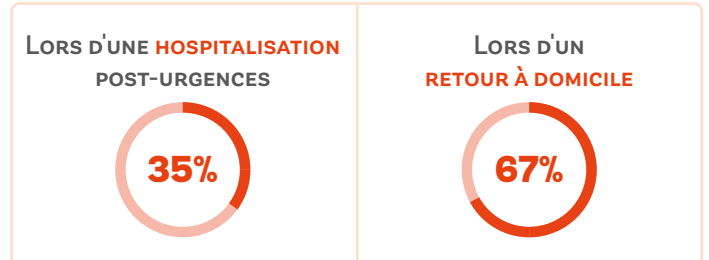 Lors d'une hospitalisation
post-urgences
35%
Lors d'un
retour à domicile
67%